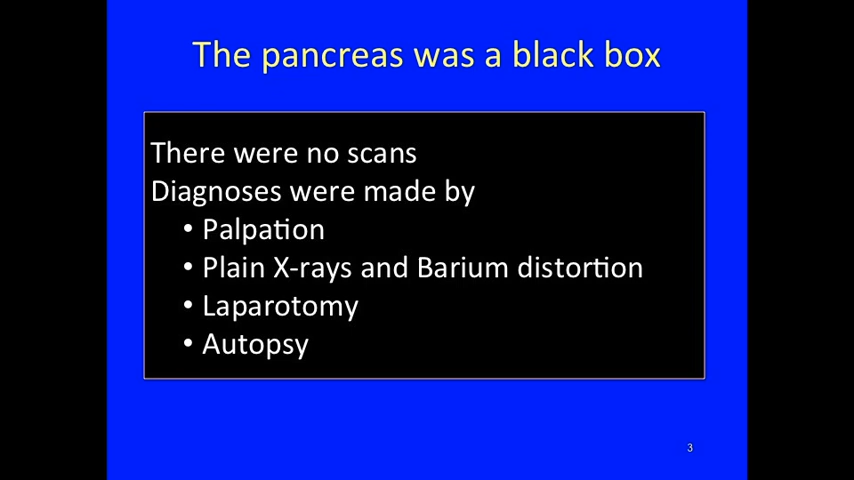 The pancreas was a black box
There were no scans
Diagnoses were made by
• Palpation
• Plain X-rays and Barium distortion
• Laparotomy
• Autopsy
3